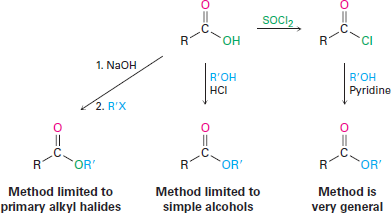 O
C
R
OH
SOCl2
O
C
R
Cl
1. NaOH
2. R'X
R'OH
HCl
R'OH
Pyridine
O
C
R
OR'
O
C
R
OR'
O
C
R
OR'
Method limited to
primary alkyl halides
Method limited to
simple alcohols
Method is
very general